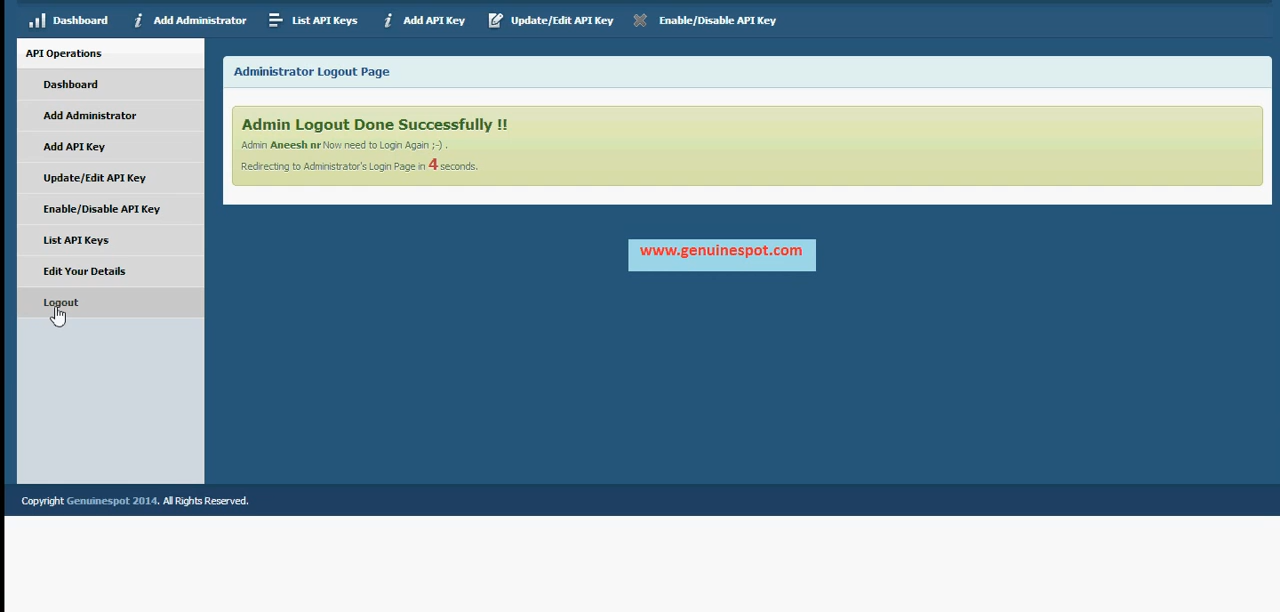 Dashboard Add Administrator List API Keys Add API Key Update/Edit API Key Enable/Disable API Key
API Operations
Dashboard
Add Administrator
Add API Key
Update/Edit API Key
Enable/Disable API Key
List API Keys
Edit Your Details
Logout
Administrator Logout Page
Admin Logout Done Successfully !!
Admin Aneesh nr Now need to Login Again ;-) .
Redirecting to Administrator's Login Page in 4 seconds.
www.genuinespot.com
Copyright Genuinespot 2014. All Rights Reserved.